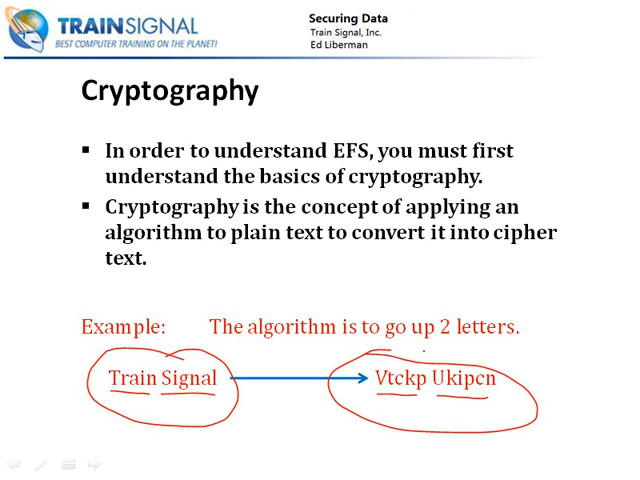 TRAINSIGNAL
BEST COMPUTER TRAINING ON THE PLANET!
Securing Data
Train Signal, Inc.
Ed Liberman
Cryptography
In order to understand EFS, you must first
understand the basics of cryptography.
Cryptography is the concept of applying an
algorithm to plain text to convert it into cipher
text.
Example: The algorithm is to go up 2 letters.
Train Signal Vtckp Ukipcn